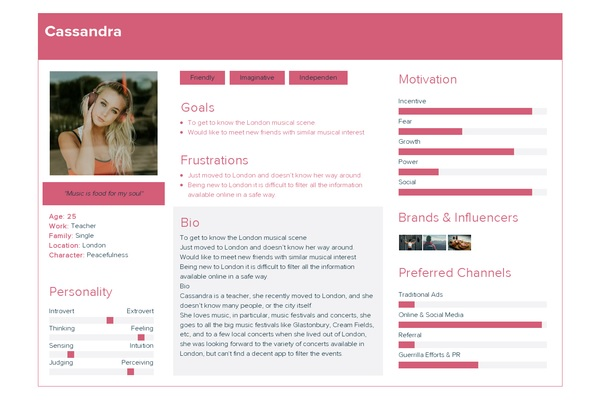 Cassandra
"Music is food for my soul"
Age: 25
Work: Teacher
Family: Single
Location: London
Character: Peacefulness
Personality
Introvert Extrovert
Thinking Feeling
Sensing Intuition
Judging Perceiving
Friendly Imaginative Independen
Goals
To get to know the London musical scene
Would like to meet new friends with similar musical interest
Frustrations
Just moved to London and doesn't know her way around
Being new to London it is difficult to filter all the information
available online in a safe way
Bio
To get to know the London musical scene
Just moved to London and doesn't know her way around
Would like to meet new friends with similar musical interest
Being new to London it is difficult to filter all the information
available online in a safe way
Bio
Cassandra is a teacher, she recently moved to London, and she
doesn't know many people, or the city itself
She loves music, in particular, music festivals and concerts, she
goes to all the big music festivals like Glastonbury, Cream Fields,
etc, and to a few local concerts when she lived out of London,
she was looking forward to the variety of concerts available in
London, but can't find a decent app to filter the events
Motivation
Incentive
Fear
Growth
Power
Social
Brands & Influencers
Preferred Channels
Traditional Ads
Online & Social Media
Referral
Guerrilla Efforts & PR